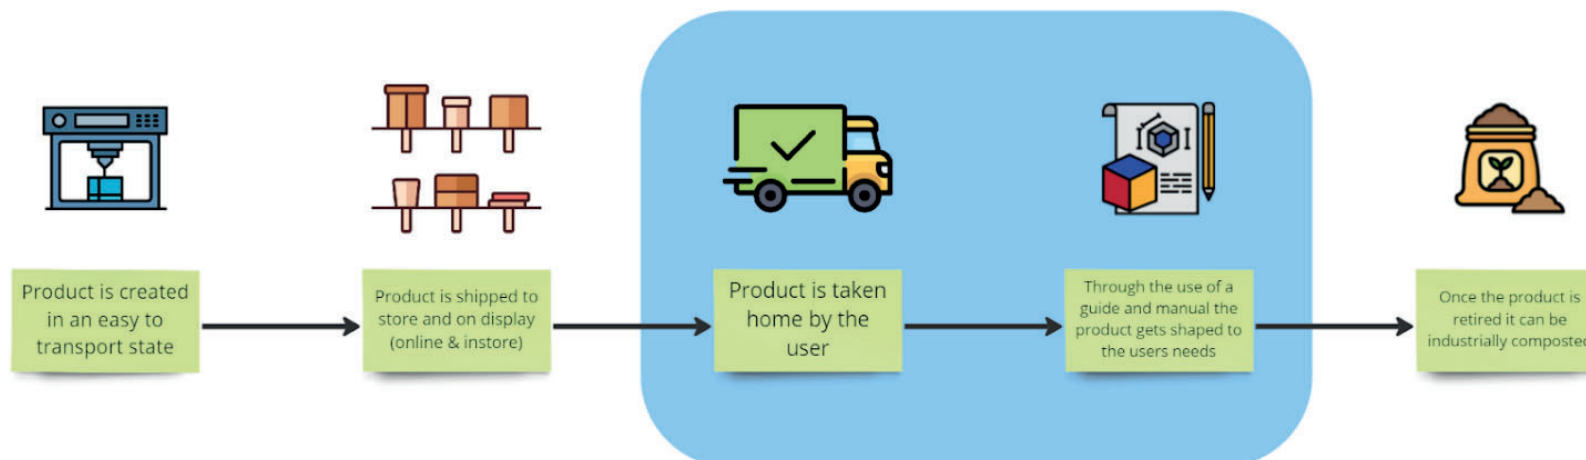 Product is created
in an easy to
transport state
Product is shipped to
store and on display
(online & instore)
Product is taken
home by the
user
Through the use of a
guide and manual the
product gets shaped to
the users needs
Once the product is
retired it can be
industrially composted